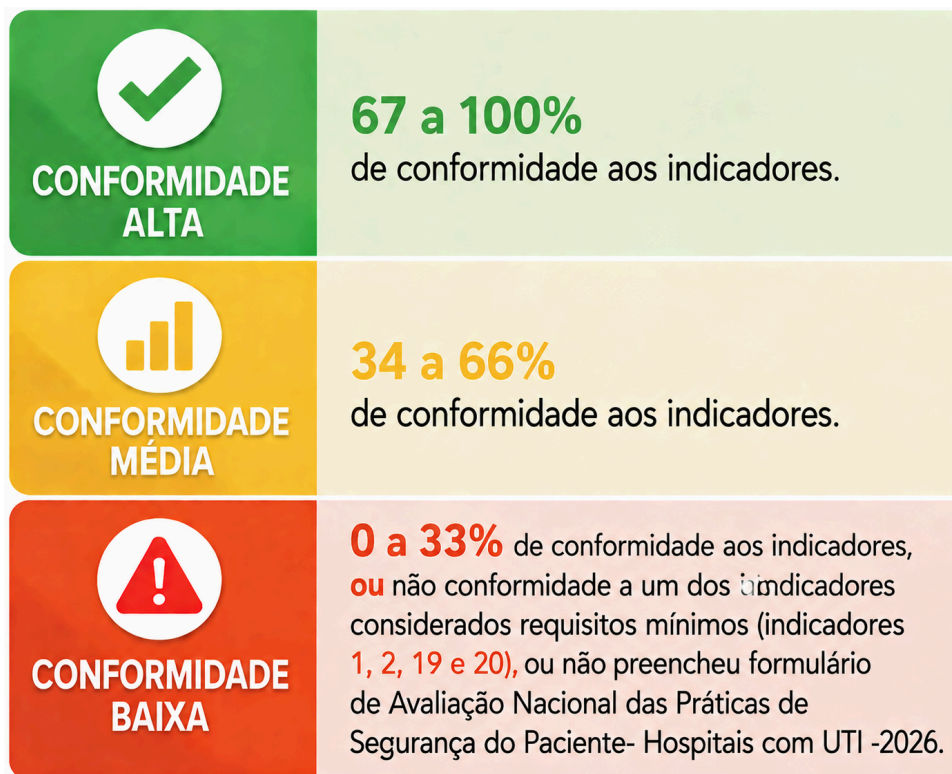 CONFORMIDADE
ALTA
67 a 100%
de conformidade aos indicadores.
CONFORMIDADE
MÉDIA
34 a 66%
de conformidade aos indicadores.
CONFORMIDADE
BAIXA
0 a 33% de conformidade aos indicadores,
ou não conformidade a um dos
considerados requisitos mínimos (indicadores
1, 2, 19 e 20), ou não preencheu formulário
de Avaliação Nacional das Práticas de
Segurança do Paciente- Hospitais com UTI -2026.